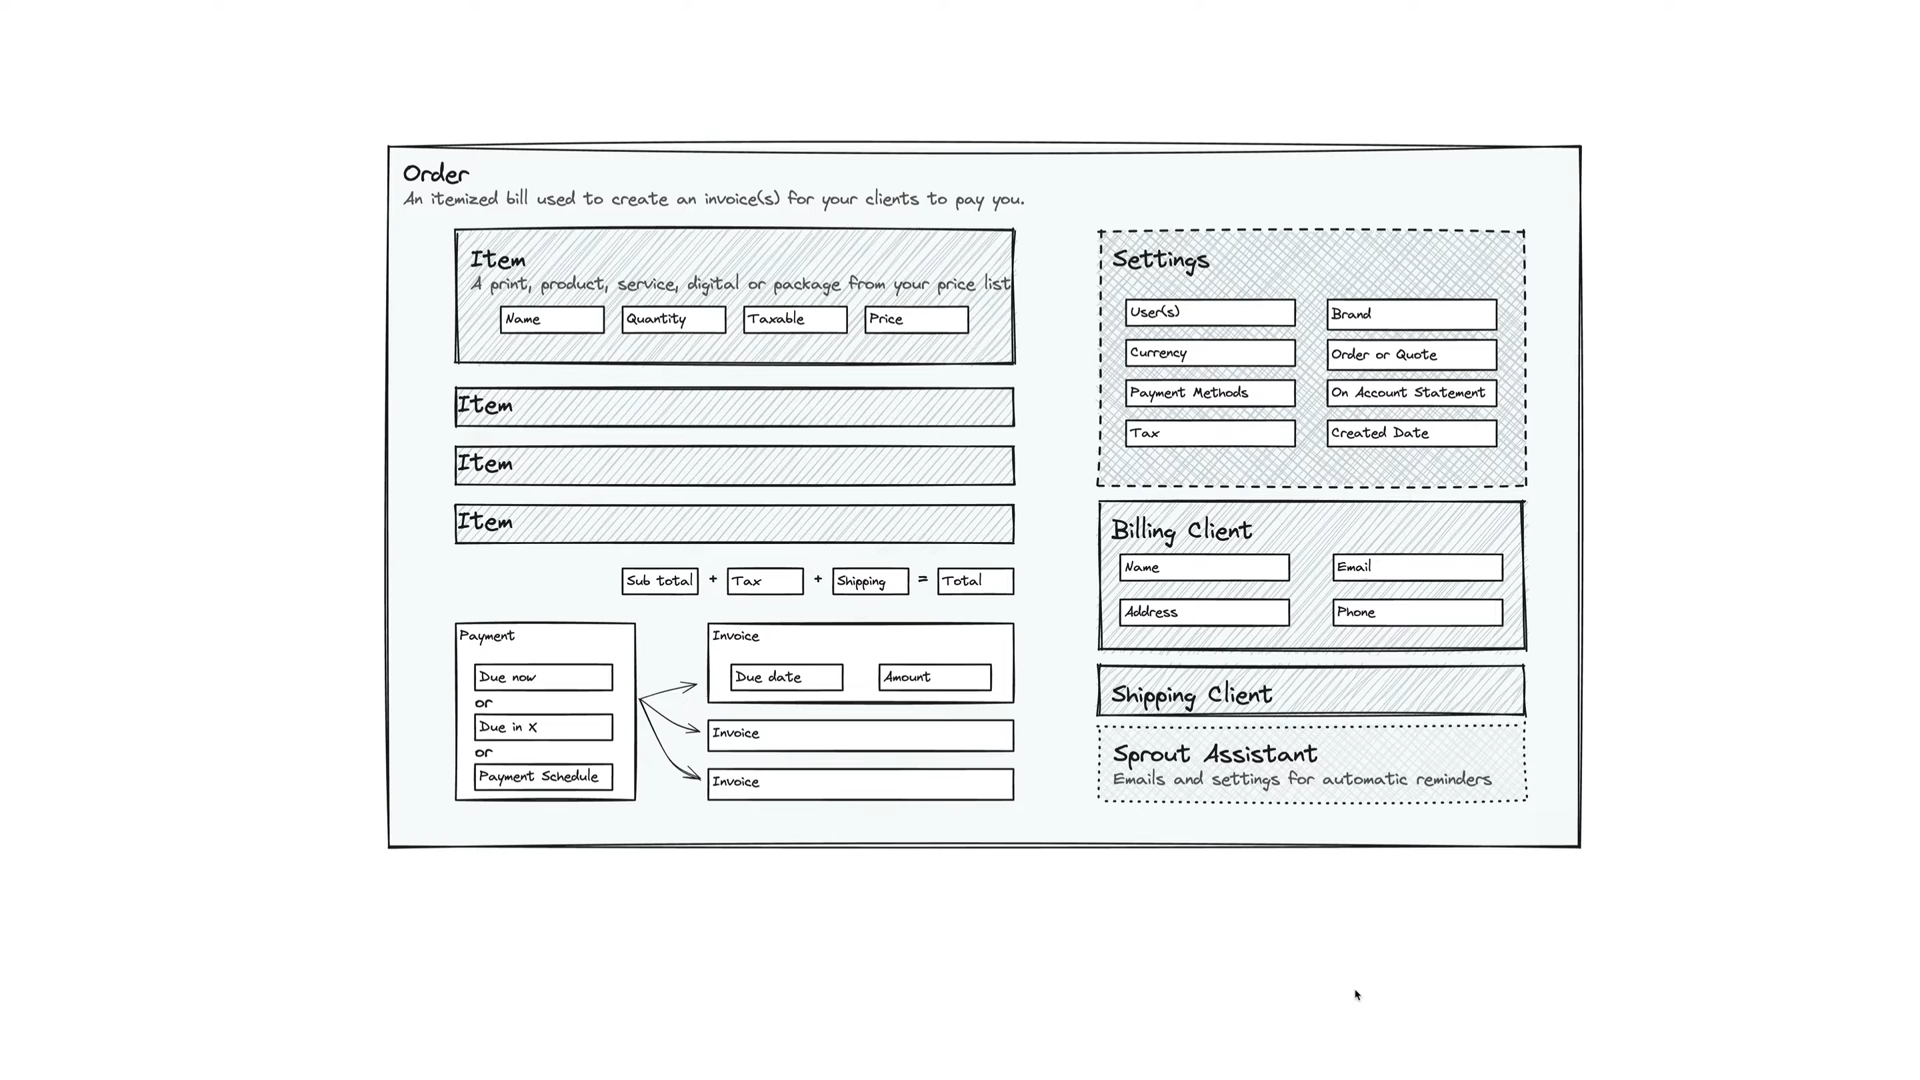 Order
An itemized bill used to create an invoice(s) for your clients to pay you.
Item
A print, product, service, digital or package from your price list
Name
Quantity
Taxable
Price
Item
Item
Item
Sub total + Tax + Shipping = Total
Payment
Due now
or
Due in X
or
Payment Schedule
Invoice
Due date
Amount
Invoice
Invoice
Settings
User(s)
Brand
Currency
Order or Quote
Payment Methods
On Account Statement
Tax
Created Date
Billing Client
Name
Email
Address
Phone
Shipping Client
Sprout Assistant
Emails and settings for automatic reminders